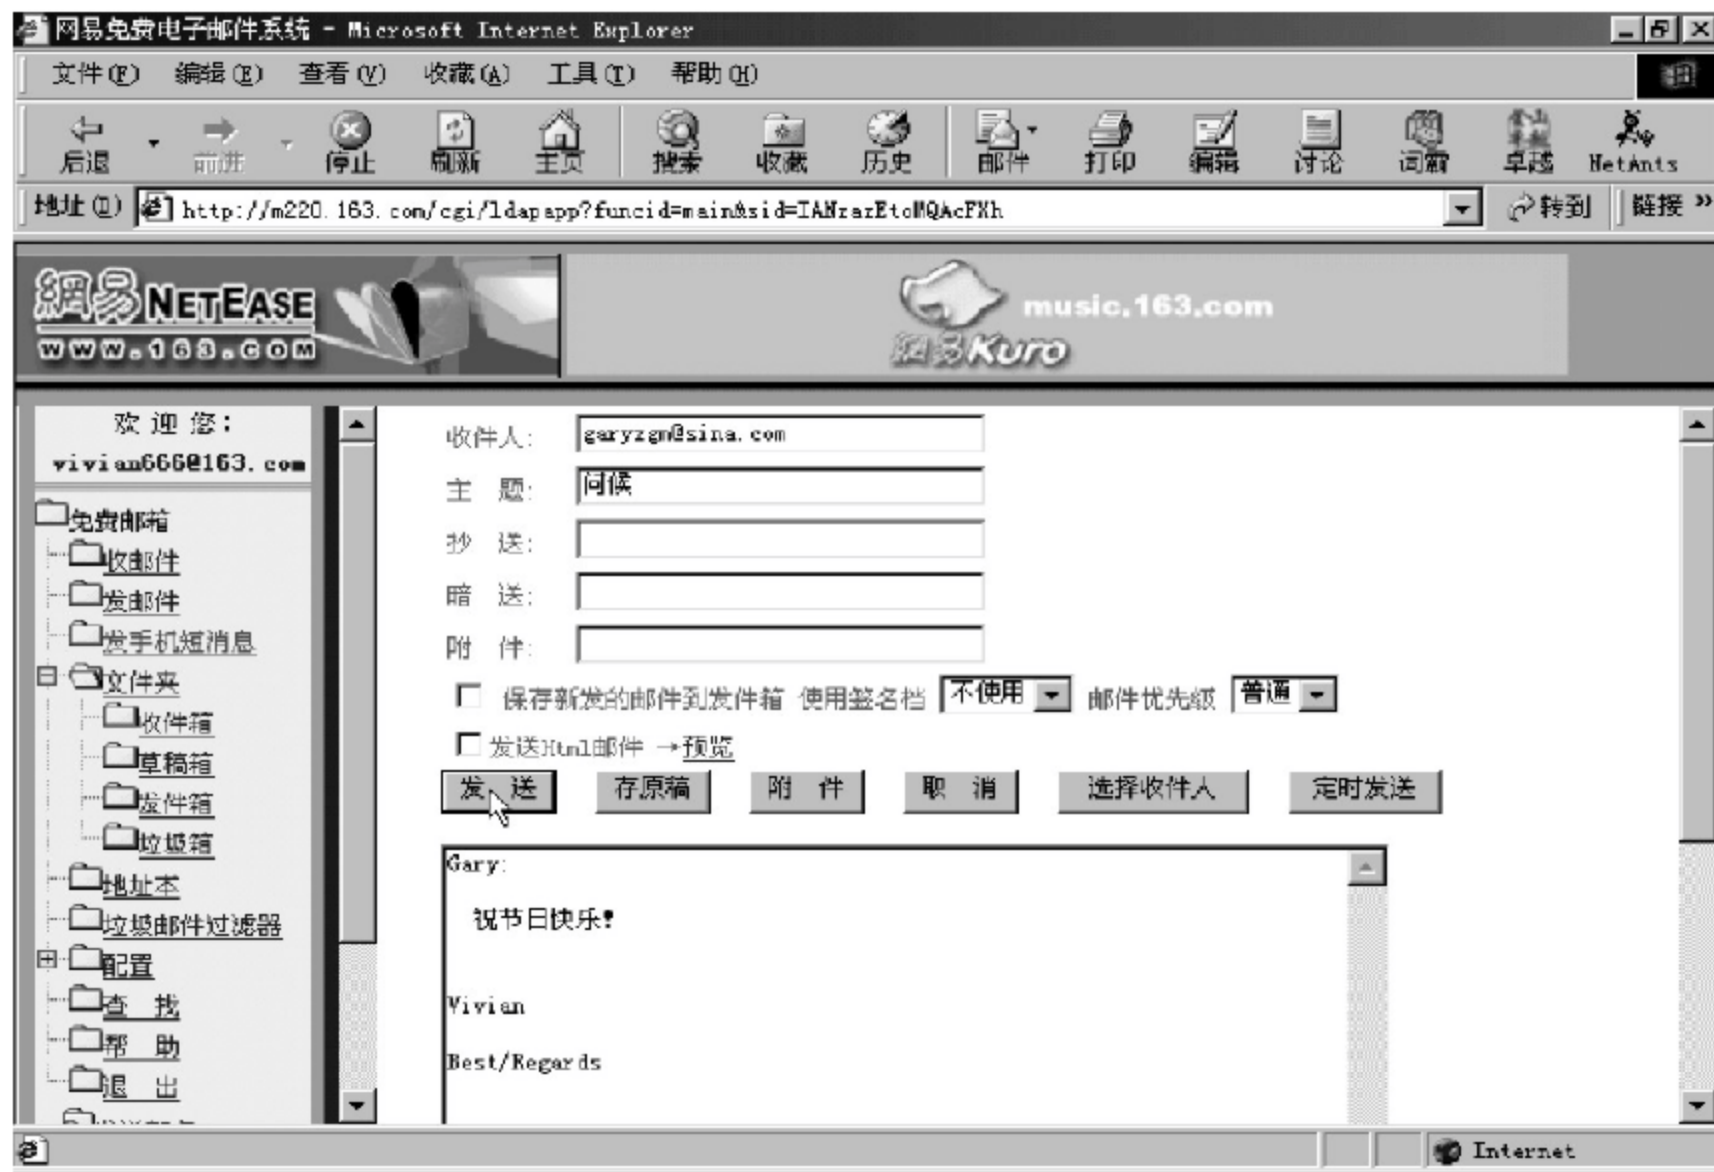 网易免费电子邮件系统 - Microsoft Internet Explorer
文件(F) 编辑(E) 查看(V) 收藏(A) 工具(T) 帮助(H)
后退 前进 停止 刷新 主页 搜索 收藏 历史 邮件 打印 编辑 讨论 词霸 卓越 NetAnts
地址(D) http://m220.163.com/cgi/ldapapp?funcid=main&sid=IANrarEtoMQAcFXh 转到 链接 »
網易 NETEASE
www.163.com
music.163.com
網易Kuro
欢 迎 您:
vivian666@163.com
免费邮箱
收邮件
发邮件
发手机短消息
文件夹
收件箱
草稿箱
发件箱
垃圾箱
地址本
垃圾邮件过滤器
配置
查 找
帮 助
退 出
收件人: garyzgm@sina.com
主 题: 问候
抄 送:
暗 送:
附 件:
保存新发的邮件到发件箱 使用签名档 不使用 邮件优先级 普通
发送Html邮件 →预览
发 送 存原稿 附 件 取 消 选择收件人 定时发送
Gary:
祝节日快乐!
Vivian
Best/Regards
Internet